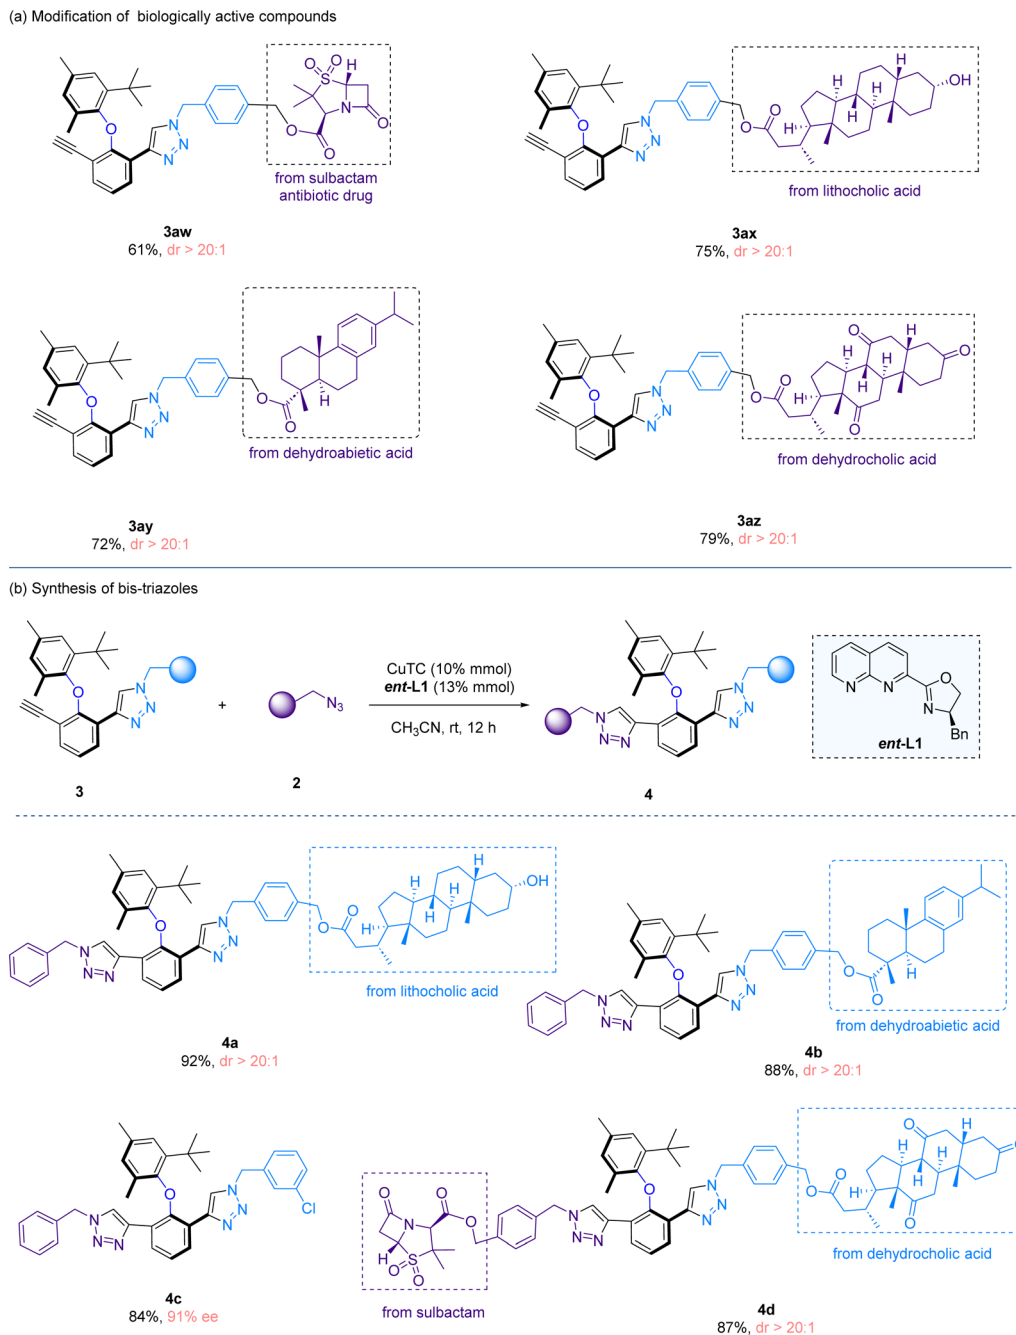 (a) Modification of  biologically active compounds
from sulbactam
antibiotic drug
3aw
61%, dr > 20:1
from lithocholic acid
3ax
75%, dr > 20:1
from dehydroabietic acid
3ay
72%, dr > 20:1
from dehydrocholic acid
3az
79%, dr > 20:1
(b) Synthesis of bis-triazoles
3
+
N3
2
CuTC (10% mmol)
ent-L1 (13% mmol)
CH3CN, rt, 12 h
4
Bn
ent-L1
from lithocholic acid
4a
92%, dr > 20:1
from dehydroabietic acid
4b
88%, dr > 20:1
Cl
4c
84%, 91% ee
from sulbactam
from dehydrocholic acid
4d
87%, dr > 20:1